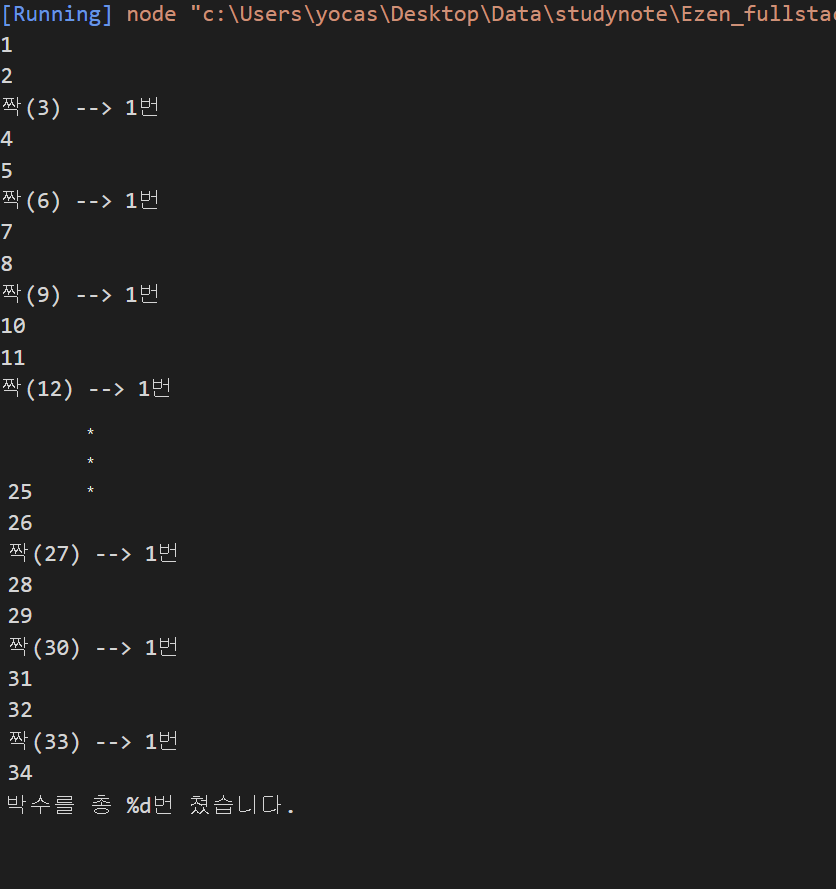 [Running] node "c:\Users\yocas\Desktop\Data\studynote\Ezen_fullsta
1
2
짝(3) --> 1번
4
5
짝(6) --> 1번
7
8
짝(9) --> 1번
10
11
짝(12) --> 1번
*
*
25 *
26
짝(27) --> 1번
28
29
짝(30) --> 1번
31
32
짝(33) --> 1번
34
박수를 총 %d번 쳤습니다.